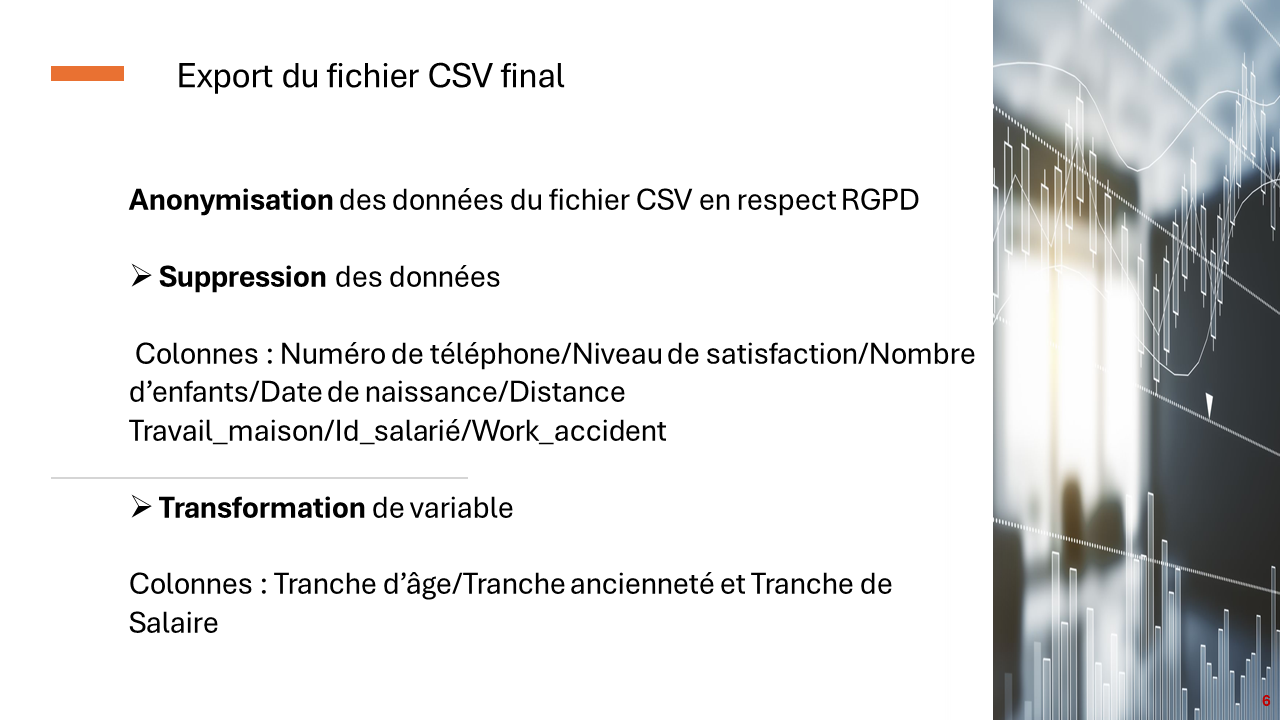 Export du fichier CSV final
Anonymisation des données du fichier CSV en respect RGPD
⮚ Suppression des données
Colonnes : Numéro de téléphone/Niveau de satisfaction/Nombre
d’enfants/Date de naissance/Distance
Travail_maison/Id_salarié/Work_accident
⮚ Transformation de variable
Colonnes : Tranche d’âge/Tranche ancienneté et Tranche de
Salaire
6